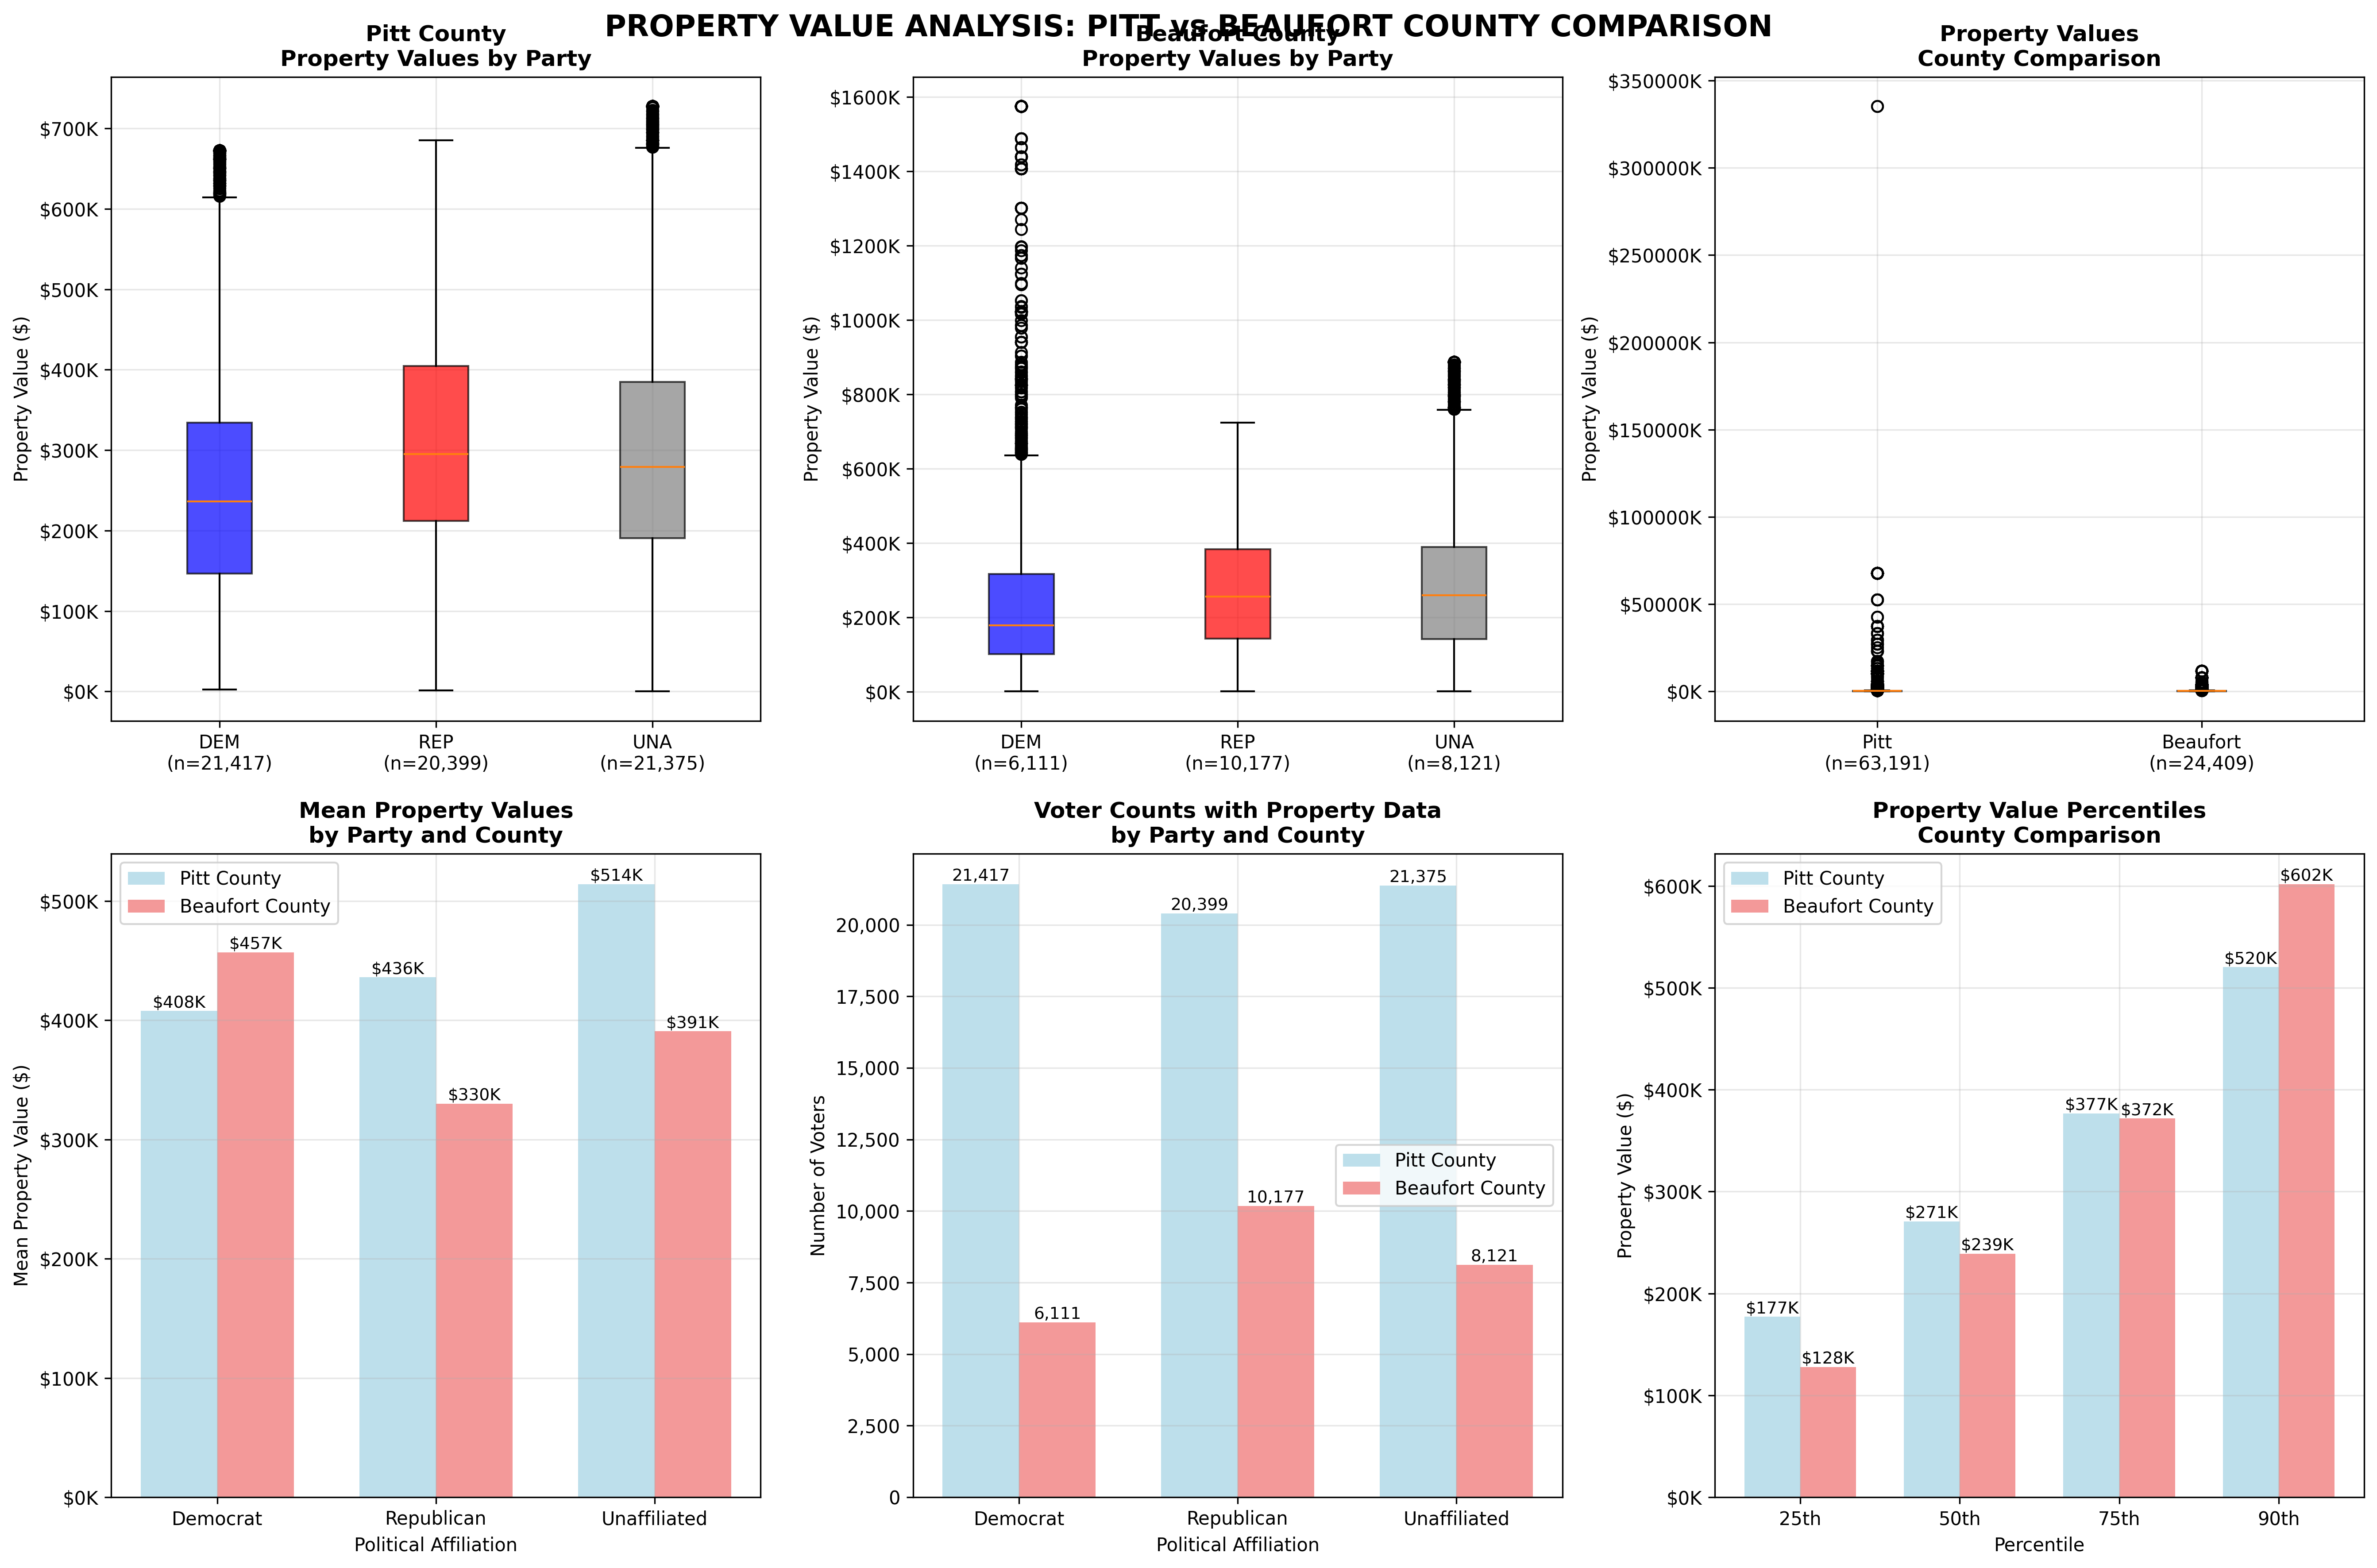 PROPERTY VALUE ANALYSIS: PITT vs BEAUFORT COUNTY COMPARISON
Pitt County
Property Values by Party
Property Value ($)
$700K
$600K
$500K
$400K
$300K
$200K
$100K
$0K
DEM
(n=21,417)
REP
(n=20,399)
UNA
(n=21,375)
Beaufort County
Property Values by Party
Property Value ($)
$1600K
$1400K
$1200K
$1000K
$800K
$600K
$400K
$200K
$0K
DEM
(n=6,111)
REP
(n=10,177)
UNA
(n=8,121)
Property Values
County Comparison
Property Value ($)
$350000K
$300000K
$250000K
$200000K
$150000K
$100000K
$50000K
$0K
Pitt
(n=63,191)
Beaufort
(n=24,409)
Mean Property Values
by Party and County
Pitt County
Beaufort County
Mean Property Value ($)
$500K
$400K
$300K
$200K
$100K
$0K
$408K
$457K
$436K
$330K
$514K
$391K
Democrat
Republican
Unaffiliated
Political Affiliation
Voter Counts with Property Data
by Party and County
Number of Voters
20,000
17,500
15,000
12,500
10,000
7,500
5,000
2,500
0
21,417
6,111
20,399
10,177
21,375
8,121
Pitt County
Beaufort County
Democrat
Republican
Unaffiliated
Political Affiliation
Property Value Percentiles
County Comparison
Pitt County
Beaufort County
Property Value ($)
$600K
$500K
$400K
$300K
$200K
$100K
$0K
$177K
$128K
$271K
$239K
$377K
$372K
$520K
$602K
25th
50th
75th
90th
Percentile